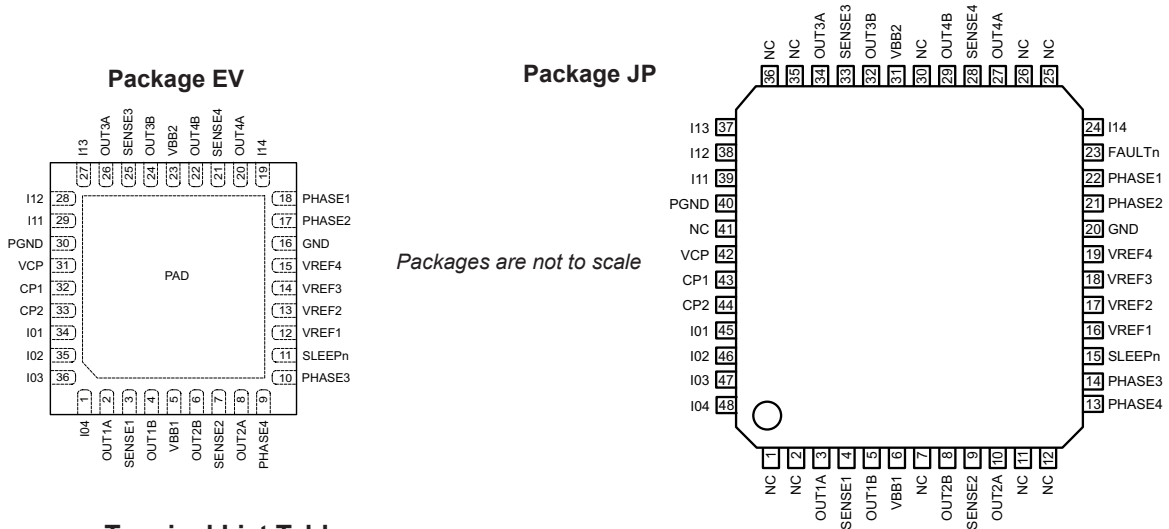 Package EV
I13
OUT3A
SENSE3
OUT3B
VBB2
OUT4B
SENSE4
OUT4A
I14
27
26
25
24
23
22
21
20
19
I12 28
I11 29
PGND 30
VCP 31
CP1 32
CP2 33
I01 34
I02 35
I03 36
PAD
18 PHASE1
17 PHASE2
16 GND
15 VREF4
14 VREF3
13 VREF2
12 VREF1
11 SLEEPn
10 PHASE3
1
2
3
4
5
6
7
8
9
I04
OUT1A
SENSE1
OUT1B
VBB1
OUT2B
SENSE2
OUT2A
PHASE4
Packages are not to scale
Package JP
NC
NC
OUT3A
SENSE3
OUT3B
VBB2
NC
OUT4B
SENSE4
OUT4A
NC
NC
36
35
34
33
32
31
30
29
28
27
26
25
I13 37
I12 38
I11 39
PGND 40
NC 41
VCP 42
CP1 43
CP2 44
I01 45
I02 46
I03 47
I04 48
24 I14
23 FAULTn
22 PHASE1
21 PHASE2
20 GND
19 VREF4
18 VREF3
17 VREF2
16 VREF1
15 SLEEPn
14 PHASE3
13 PHASE4
1
2
3
4
5
6
7
8
9
10
11
12
NC
NC
OUT1A
SENSE1
OUT1B
VBB1
NC
OUT2B
SENSE2
OUT2A
NC
NC